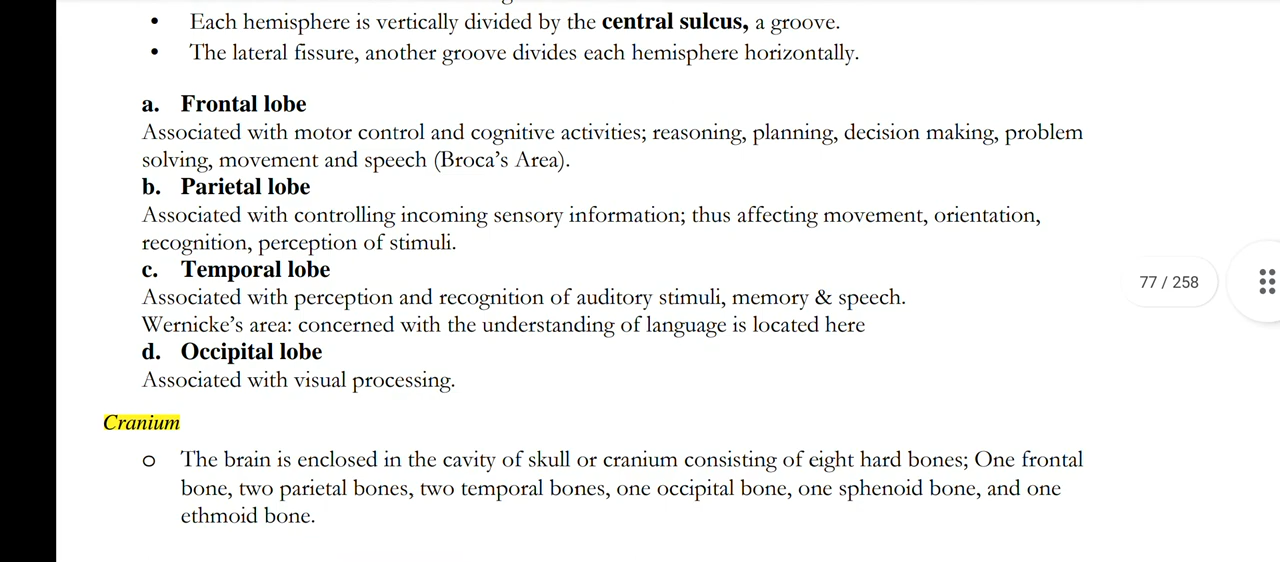 • Each hemisphere is vertically divided by the central sulcus, a groove.
• The lateral fissure, another groove divides each hemisphere horizontally.
a. Frontal lobe
Associated with motor control and cognitive activities; reasoning, planning, decision making, problem
solving, movement and speech (Broca's Area).
b. Parietal lobe
Associated with controlling incoming sensory information; thus affecting movement, orientation,
recognition, perception of stimuli.
c. Temporal lobe
Associated with perception and recognition of auditory stimuli, memory & speech.
Wernicke's area: concerned with the understanding of language is located here
d. Occipital lobe
Associated with visual processing.
Cranium
o The brain is enclosed in the cavity of skull or cranium consisting of eight hard bones; One frontal
bone, two parietal bones, two temporal bones, one occipital bone, one sphenoid bone, and one
ethmoid bone.
77 / 258